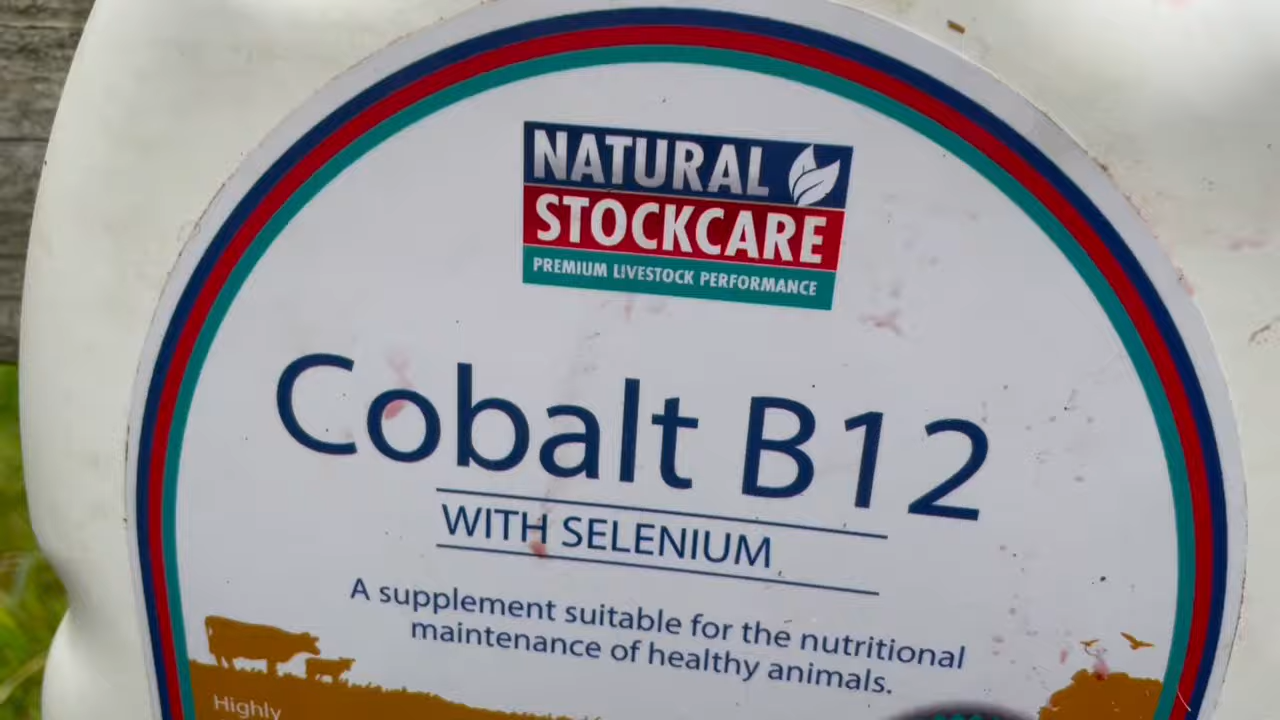 NATURAL
STOCKCARE
PREMIUM LIVESTOCK PERFORMANCE
Cobalt B12
WITH SELENIUM
A supplement suitable for the nutritional
maintenance of healthy animals.
Highly